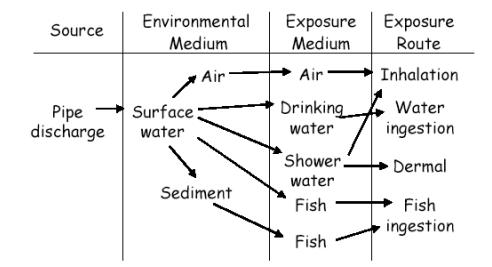 Source
Environmental
Medium
Exposure
Medium
Exposure
Route
Pipe
discharge
Surface
water
Air
Sediment
Air
Drinking
water
Shower
water
Fish
Fish
Inhalation
Water
ingestion
Dermal
Fish
ingestion